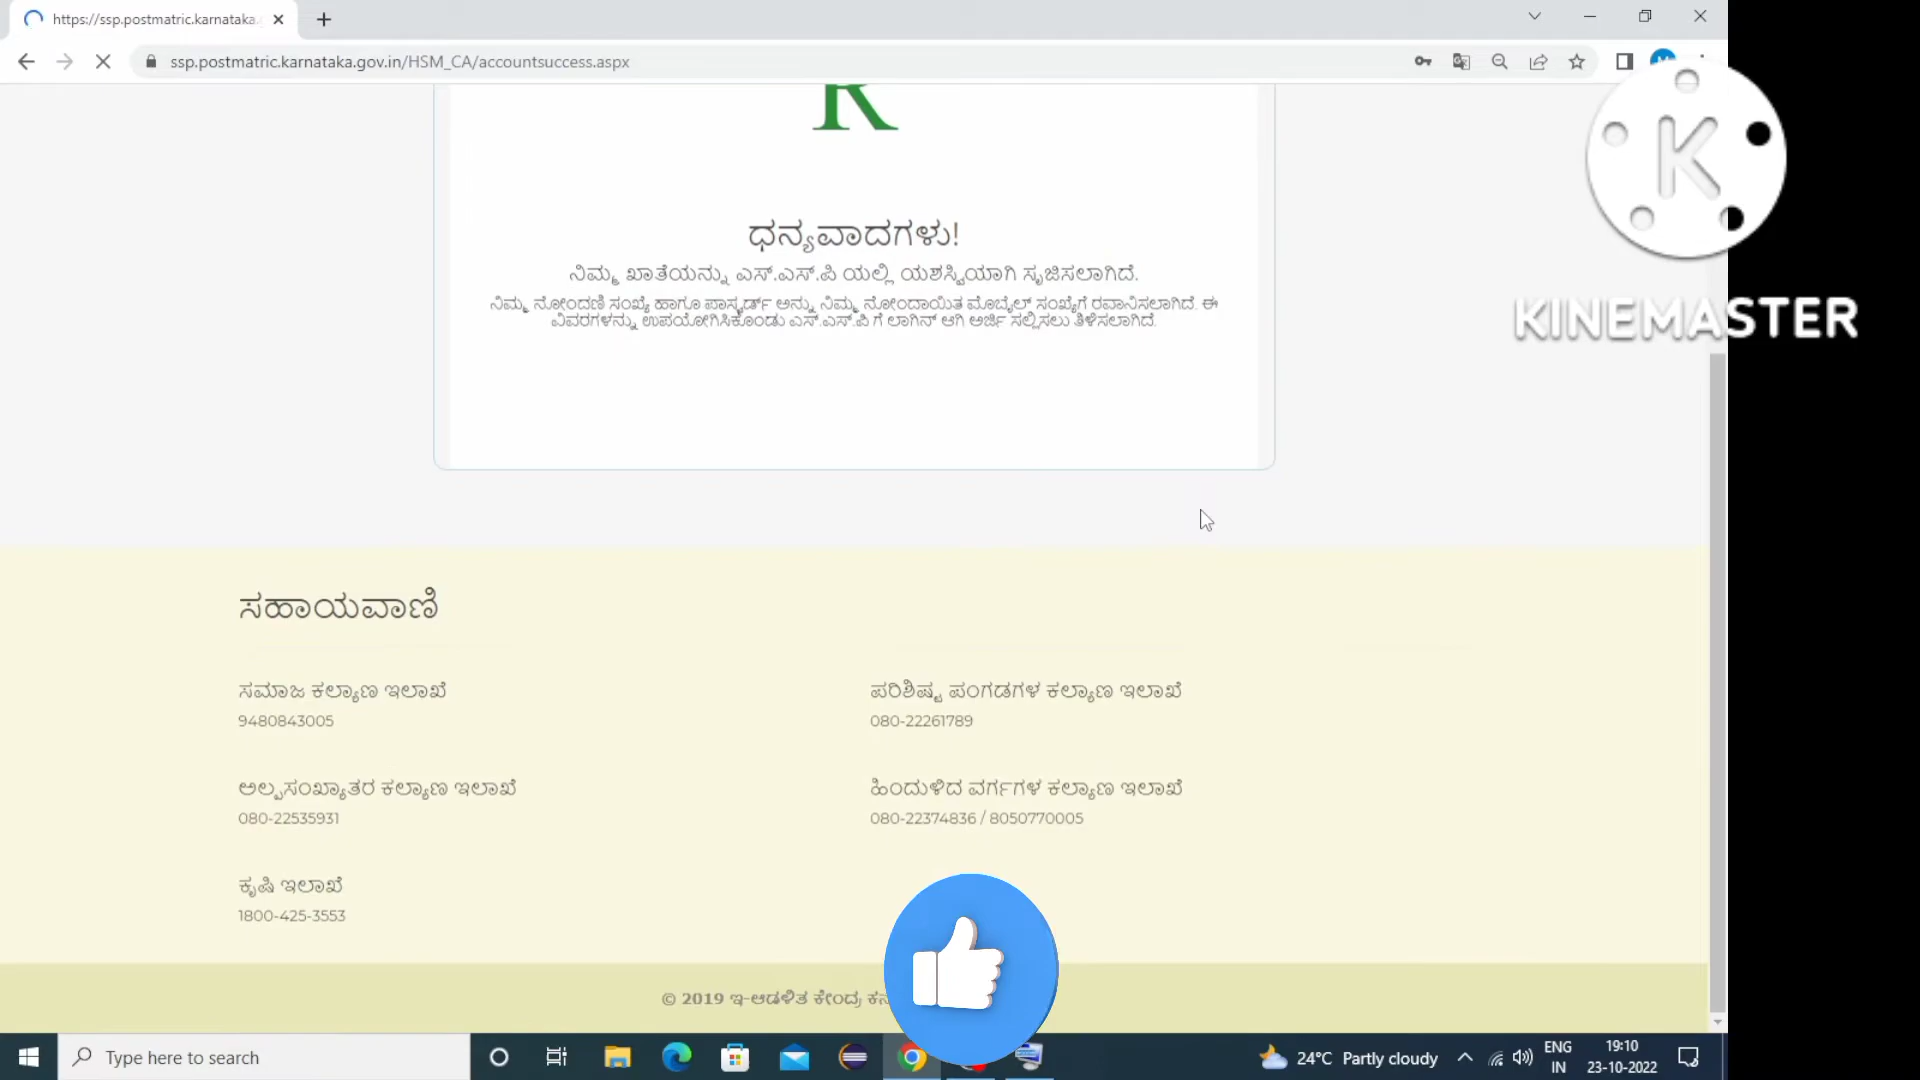 https://ssp.postmatric.karnataka.
ssp.postmatric.karnataka.gov.in/HSM_CA/accountsuccess.aspx
K
KINEMASTER
ಧನ್ಯವಾದಗಳು!
ನಿಮ್ಮ ಖಾತೆಯನ್ನು ಎಸ್.ಎಸ್.ಪಿ ಯಲ್ಲಿ ಯಶಸ್ವಿಯಾಗಿ ಸೃಜಿಸಲಾಗಿದೆ.
ನಿಮ್ಮ ನೋಂದಣಿ ಸಂಖ್ಯೆ ಹಾಗೂ ಪಾಸ್ವರ್ಡ್ ಅನ್ನು ನಿಮ್ಮ ನೋಂದಾಯಿತ ಮೊಬೈಲ್ ಸಂಖ್ಯೆಗೆ ರವಾನಿಸಲಾಗಿದೆ. ಈ
ವಿವರಗಳನ್ನು ಉಪಯೋಗಿಸಿಕೊಂಡು ಎಸ್.ಎಸ್.ಪಿ ಗೆ ಲಾಗಿನ್ ಆಗಿ ಅರ್ಜಿ ಸಲ್ಲಿಸಲು ತಿಳಿಸಲಾಗಿದೆ.
ಸಹಾಯವಾಣಿ
ಸಮಾಜ ಕಲ್ಯಾಣ ಇಲಾಖೆ
9480843005
ಪರಿಶಿಷ್ಟ ಪಂಗಡಗಳ ಕಲ್ಯಾಣ ಇಲಾಖೆ
080-22261789
ಅಲ್ಪಸಂಖ್ಯಾತರ ಕಲ್ಯಾಣ ಇಲಾಖೆ
080-22535931
ಹಿಂದುಳಿದ ವರ್ಗಗಳ ಕಲ್ಯಾಣ ಇಲಾಖೆ
080-22374836 / 8050770005
ಕೃಷಿ ಇಲಾಖೆ
1800-425-3553
© 2019 ಇ-ಆಡಳಿತ ಕೇಂದ್ರ
Type here to search
24°C Partly cloudy
ENG
IN
19:10
23-10-2022